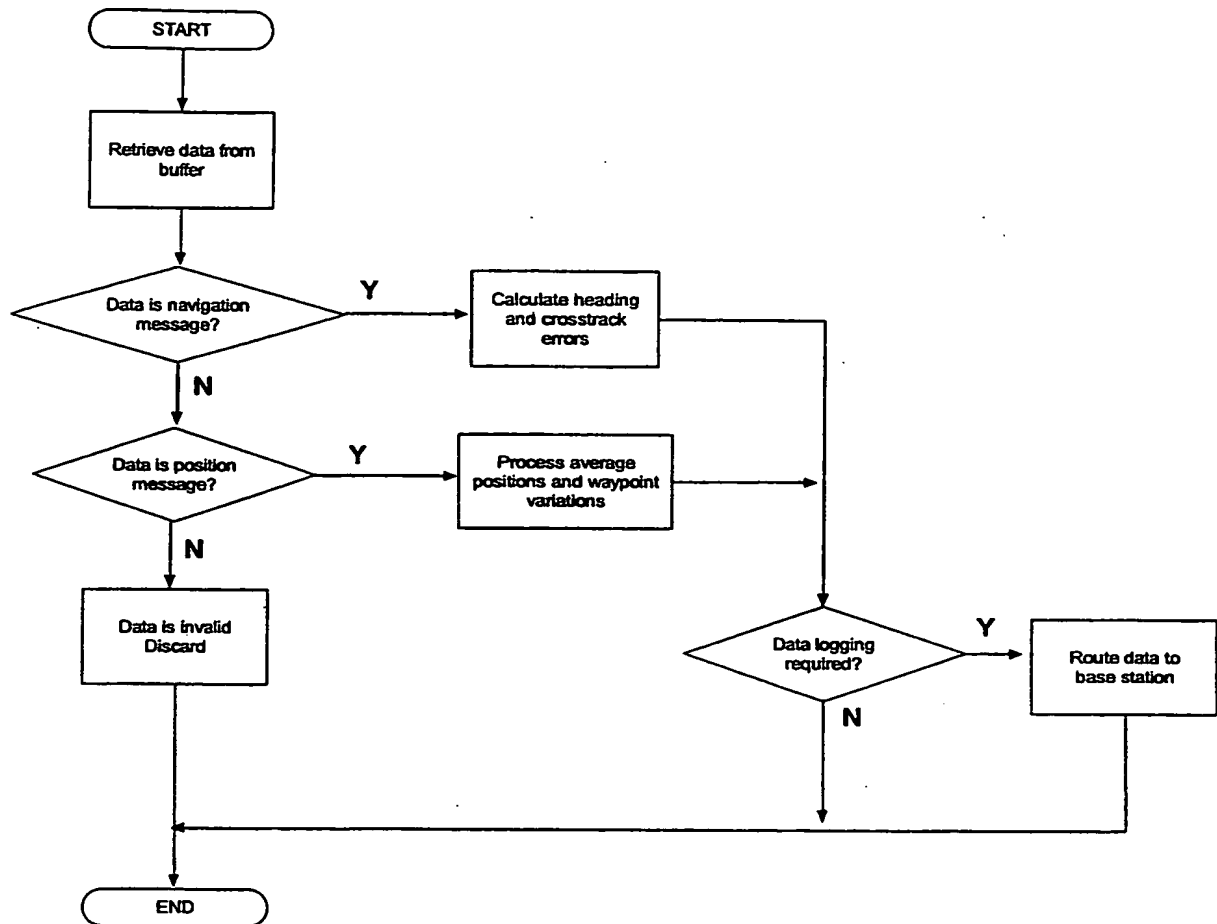 START
Retrieve data from
buffer
Data is navigation
message?
Y
Calculate heading
and crosstrack
errors
N
Data is position
message?
Y
Process average
positions and waypoint
variations
N
Data is invalid
Discard
Data logging
required?
Y
Route data to
base station
N
END